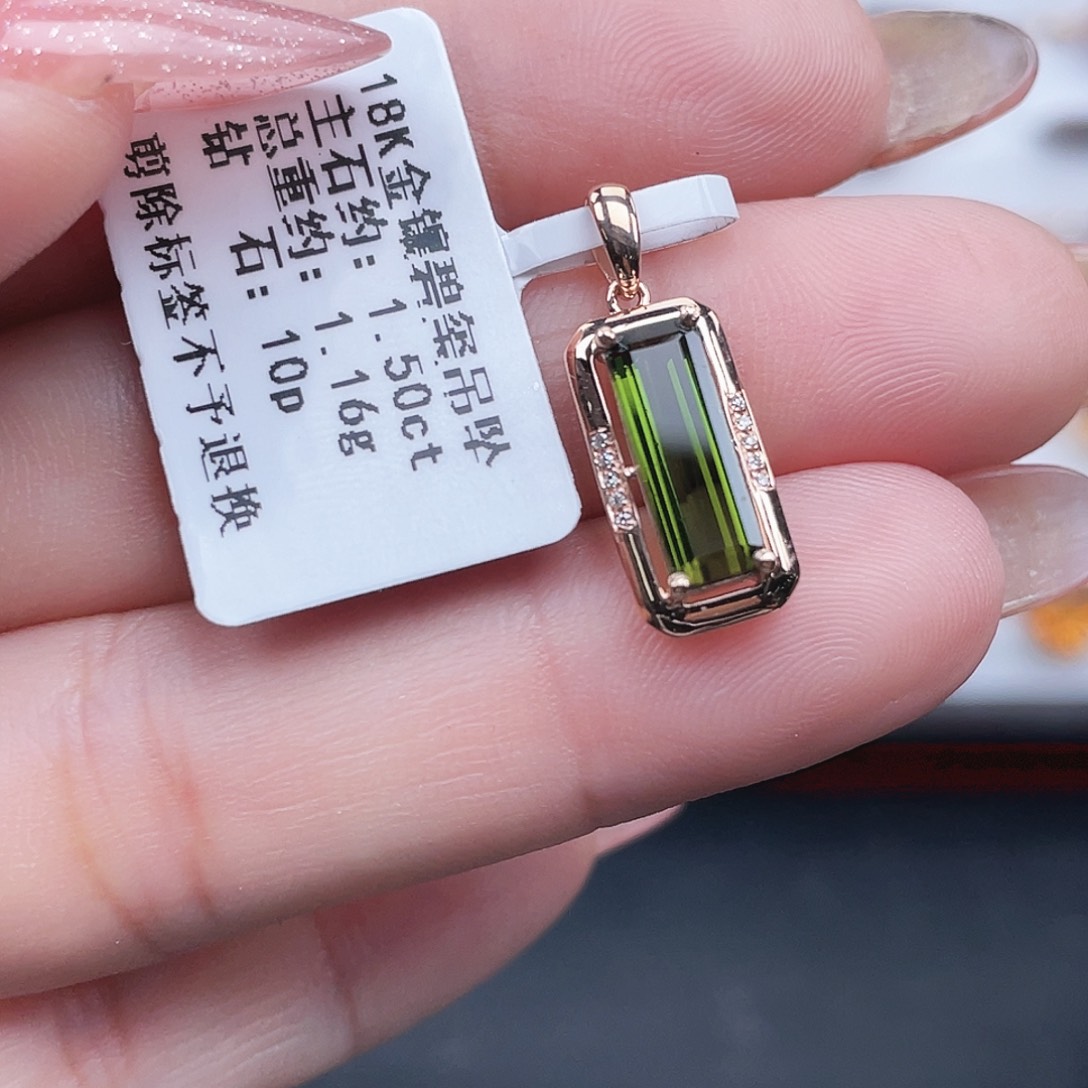 18K金镶碧玺吊坠
主石约: 1.50ct
总重约: 1.16g
钻 石: 10p
剪除标签不予退换